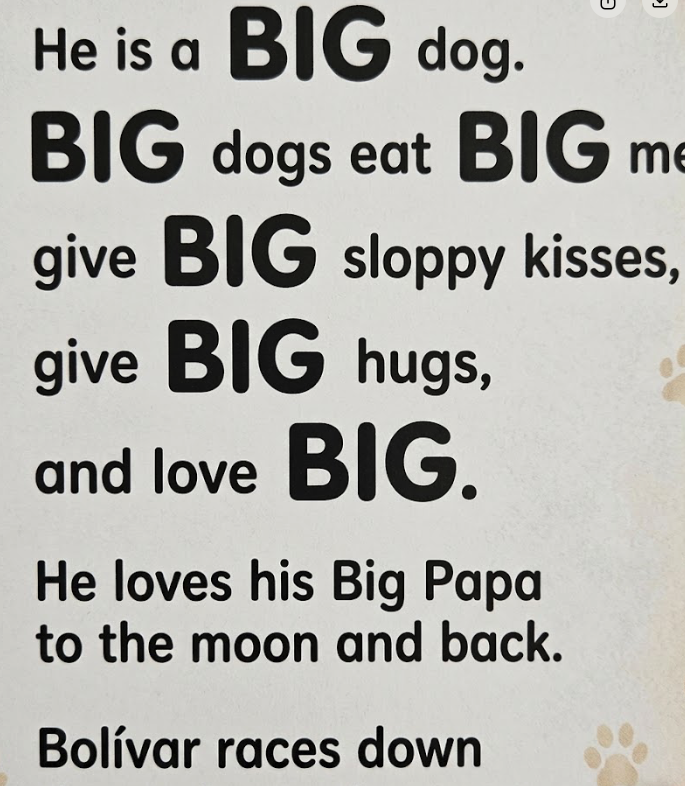 He is a BIG dog.
BIG dogs eat BIG
give BIG sloppy kisses,
give BIG hugs,
and love BIG.
He loves his Big Papa
to the moon and back.
Bolívar races down